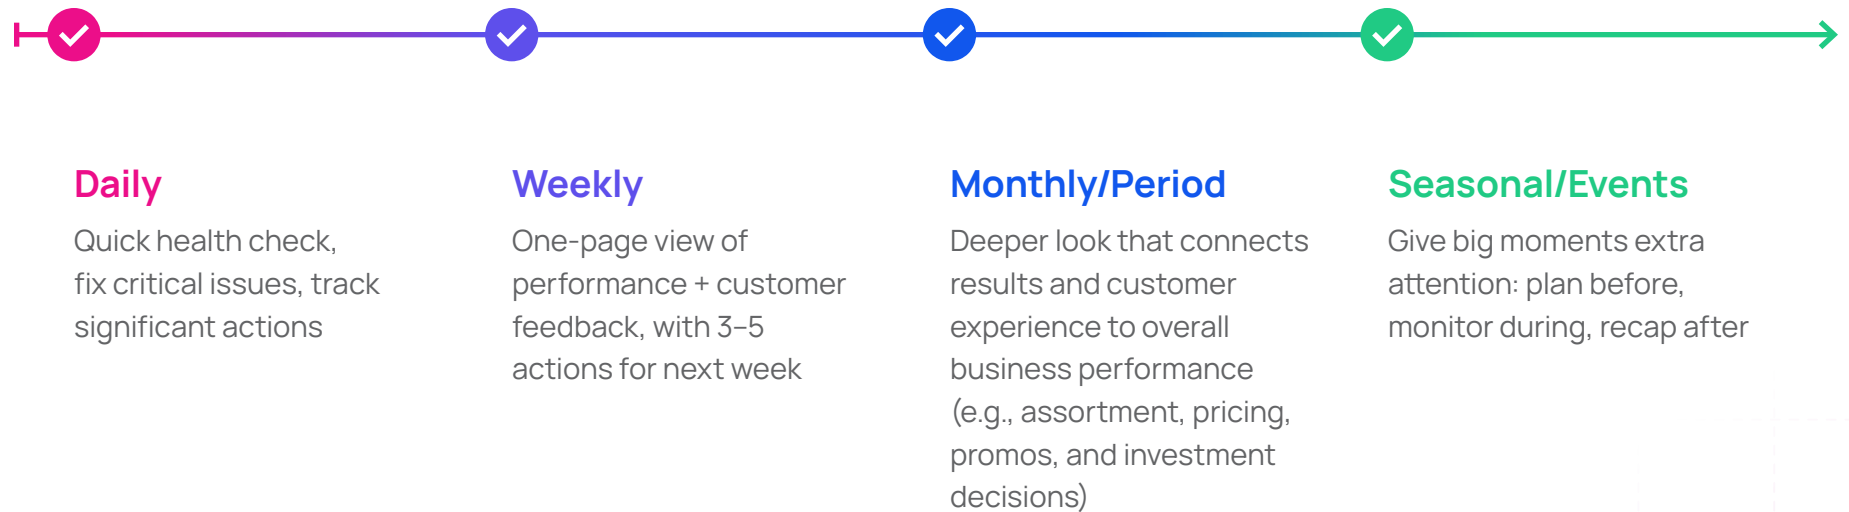 Daily
Quick health check,
fix critical issues, track
significant actions
Weekly
One-page view of
performance + customer
feedback, with 3–5
actions for next week
Monthly/Period
Deeper look that connects
results and customer
experience to overall
business performance
(e.g., assortment, pricing,
promos, and investment
decisions)
Seasonal/Events
Give big moments extra
attention: plan before,
monitor during, recap after